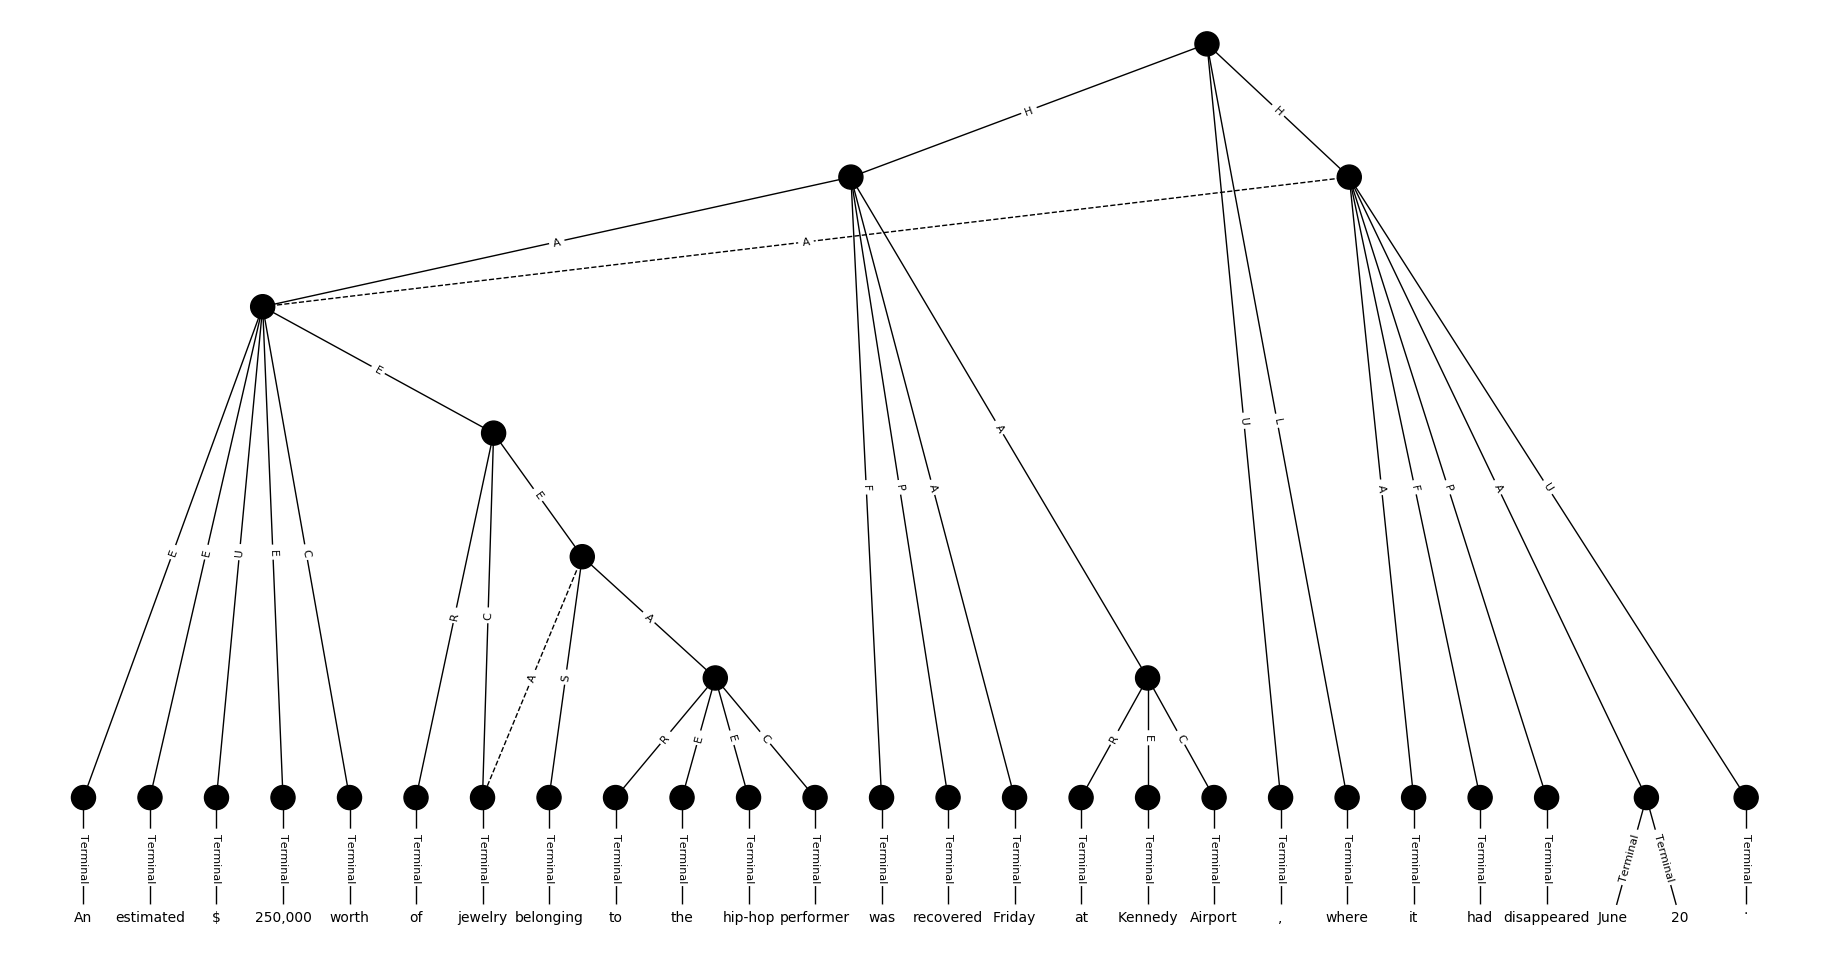 H H
A A
E
E E U E C
E
R C
A S A
R E E C
F P A A
R E C
U L
A F P A U
Terminal Terminal Terminal Terminal Terminal Terminal Terminal Terminal Terminal Terminal Terminal Terminal Terminal Terminal Terminal Terminal Terminal Terminal Terminal Terminal Terminal Terminal Terminal Terminal Terminal Terminal
An estimated $ 250,000 worth of jewelry belonging to the hip-hop performer was recovered Friday at Kennedy Airport , where it had disappeared June 20 .